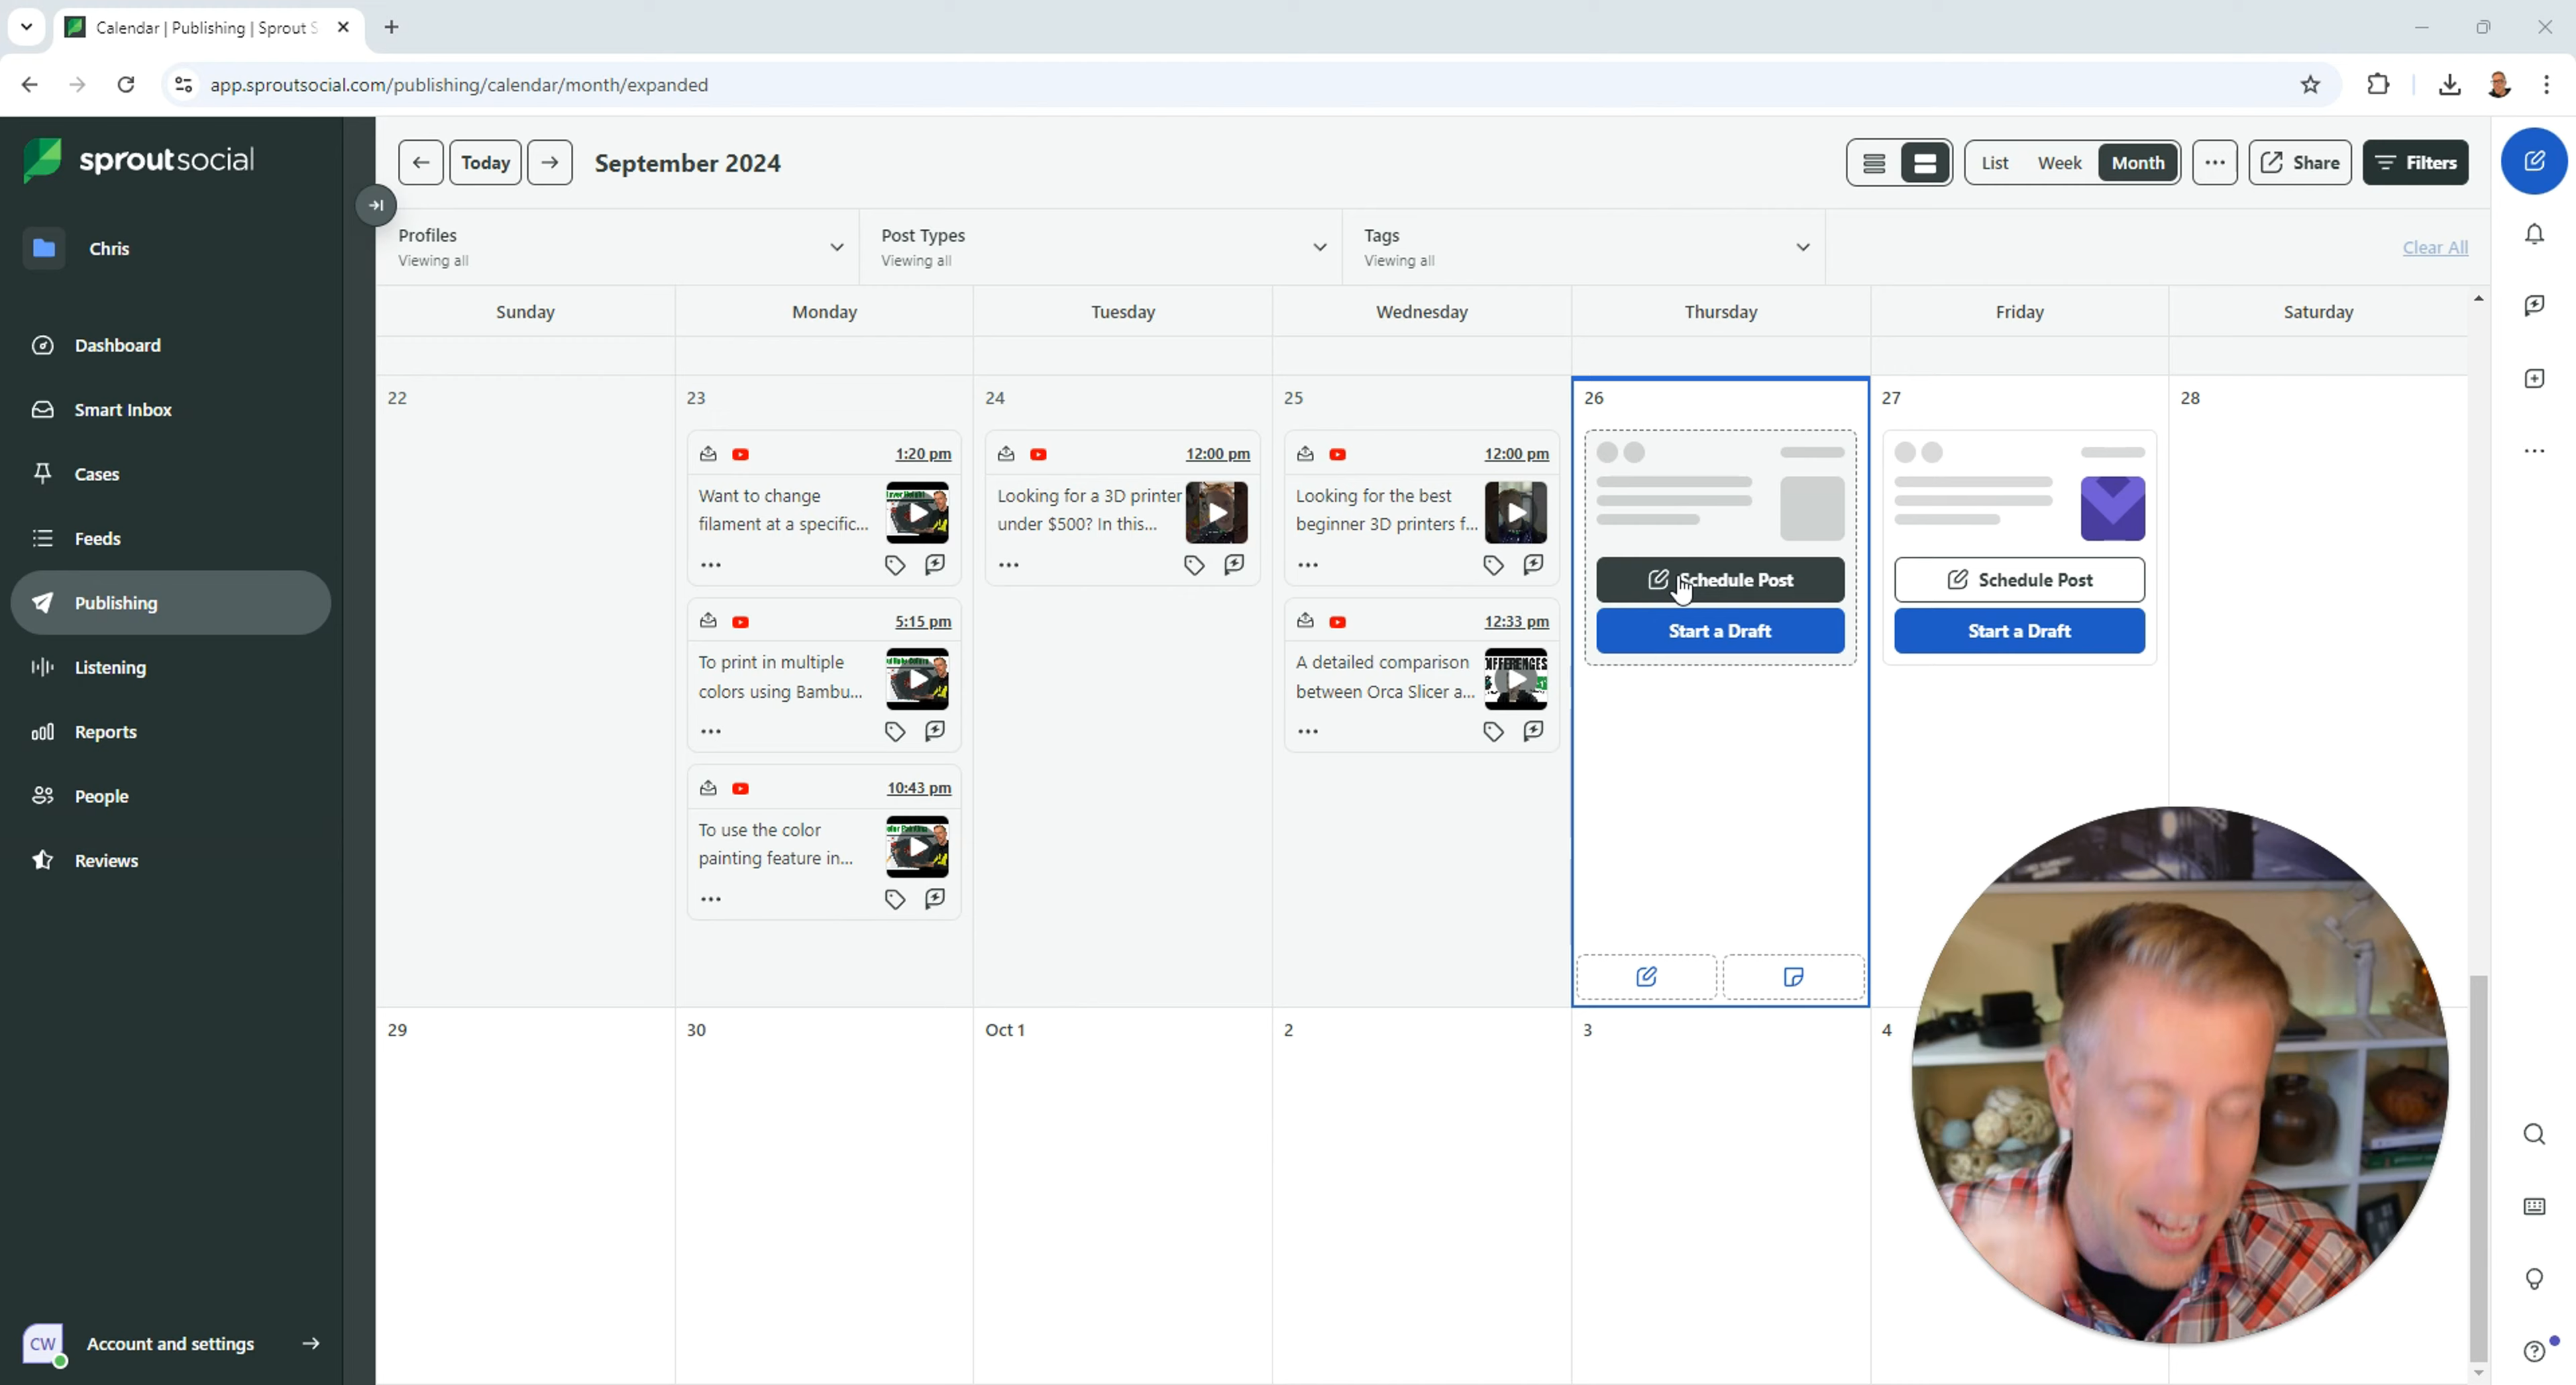 Calendar | Publishing | Sprout S
app.sproutsocial.com/publishing/calendar/month/expanded
sproutsocial
Today
September 2024
List
Week
Month
Share
Filters
Chris
Profiles
Viewing all
Post Types
Viewing all
Tags
Viewing all
Clear All
Dashboard
Smart Inbox
Cases
Feeds
Publishing
Listening
Reports
People
Reviews
Sunday
Monday
Tuesday
Wednesday
Thursday
Friday
Saturday
22
23
24
25
26
27
28
1:20 pm
Want to change
filament at a specific...
5:15 pm
To print in multiple
colors using Bambu...
10:43 pm
To use the color
painting feature in...
12:00 pm
Looking for a 3D printer
under $500? In this...
12:00 pm
Looking for the best
beginner 3D printers f...
12:33 pm
A detailed comparison
between Orca Slicer a...
DIFFERENCES
Schedule Post
Start a Draft
Schedule Post
Start a Draft
29
30
Oct 1
2
3
4
CW
Account and settings